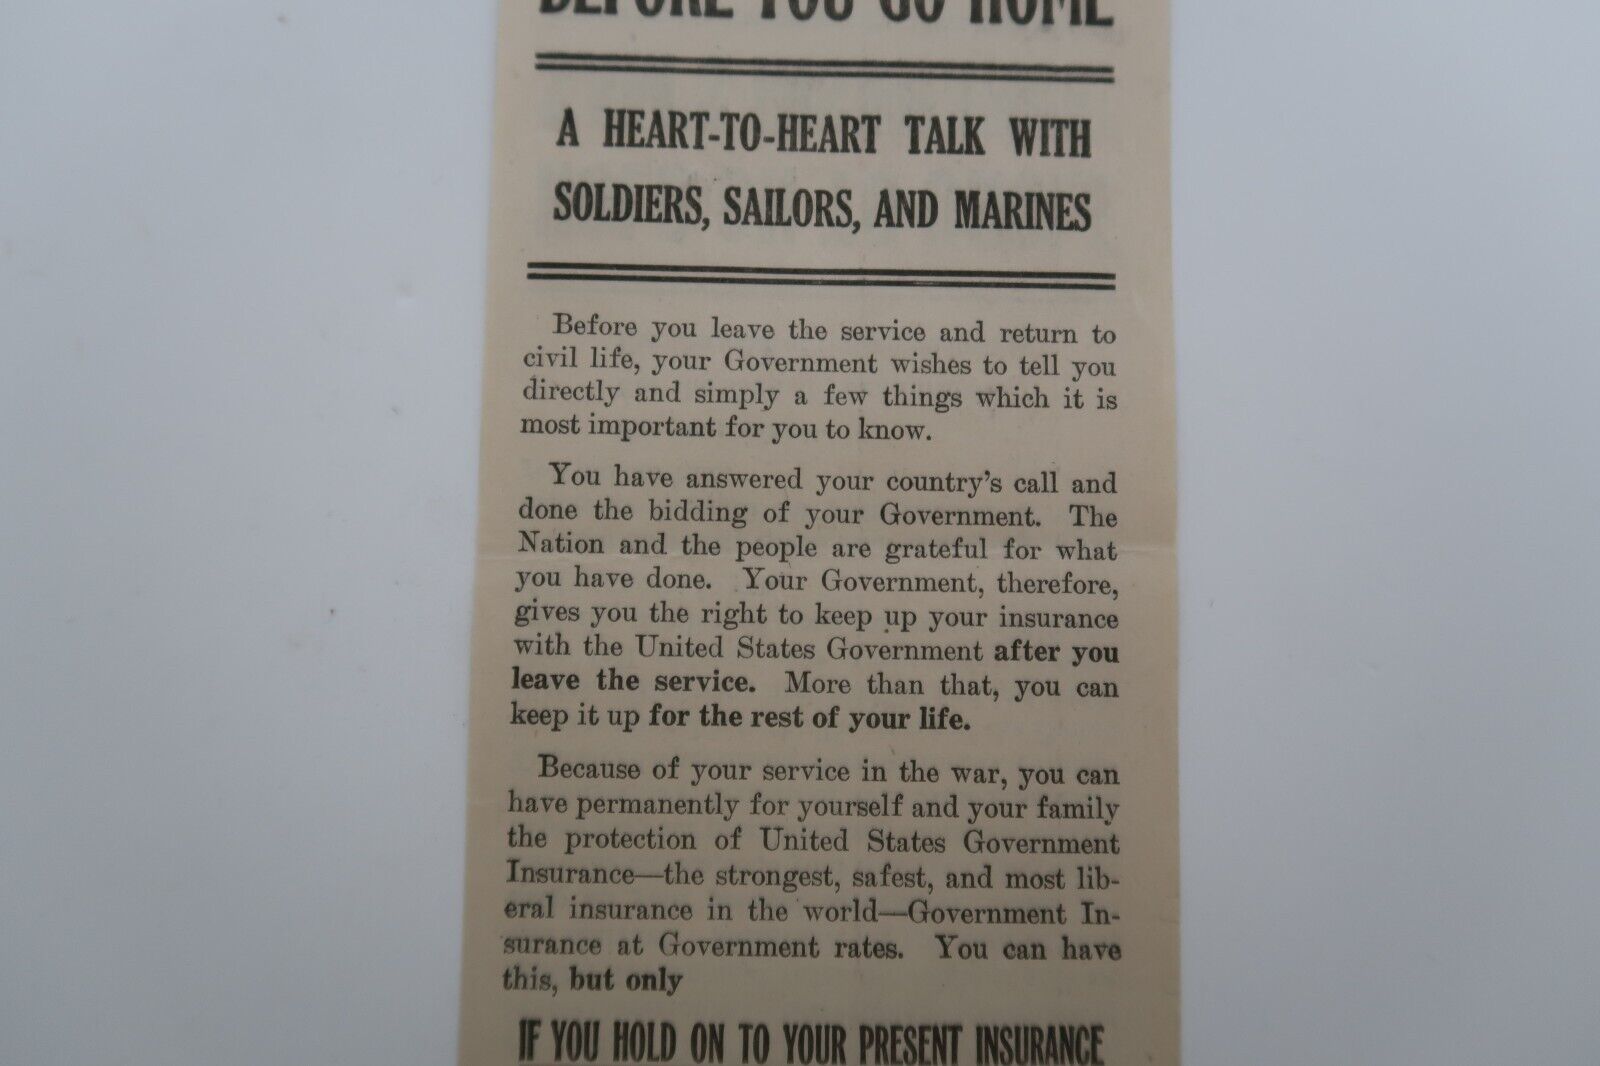 BEFORE YOU GO HOME
A HEART-TO-HEART TALK WITH
SOLDIERS, SAILORS, AND MARINES
Before you leave the service and return to
civil life, your Government wishes to tell you
directly and simply a few things which it is
most important for you to know.
You have answered your country's call and
done the bidding of your Government. The
Nation and the people are grateful for what
you have done. Your Government, therefore,
gives you the right to keep up your insurance
with the United States Government after you
leave the service. More than that, you can
keep it up for the rest of your life.
Because of your service in the war, you can
have permanently for yourself and your family
the protection of United States Government
Insurance—the strongest, safest, and most lib-
eral insurance in the world—Government In-
surance at Government rates. You can have
this, but only
IF YOU HOLD ON TO YOUR PRESENT INSURANCE